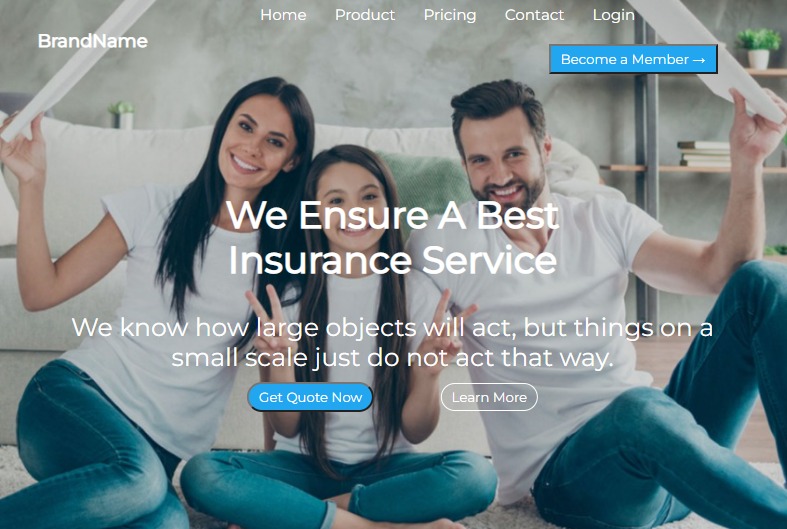 Home Product Pricing Contact Login
BrandName
Become a Member →
We Ensure A Best
Insurance Service
We know how large objects will act, but things on a
small scale just do not act that way.
Get Quote Now Learn More